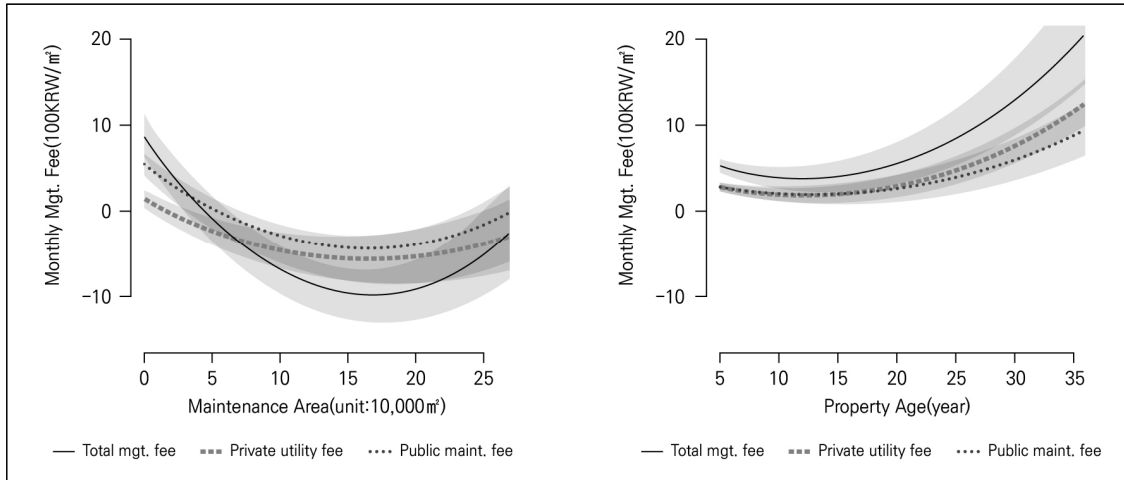 Monthly Mgt. Fee(100KRW/㎡)
20
10
0
−10
0 5 10 15 20 25
Maintenance Area(unit:10,000㎡)
Total mgt. fee Private utility fee Public maint. fee
Monthly Mgt. Fee(100KRW/㎡)
20
10
0
−10
5 10 15 20 25 30 35
Property Age(year)
Total mgt. fee Private utility fee Public maint. fee